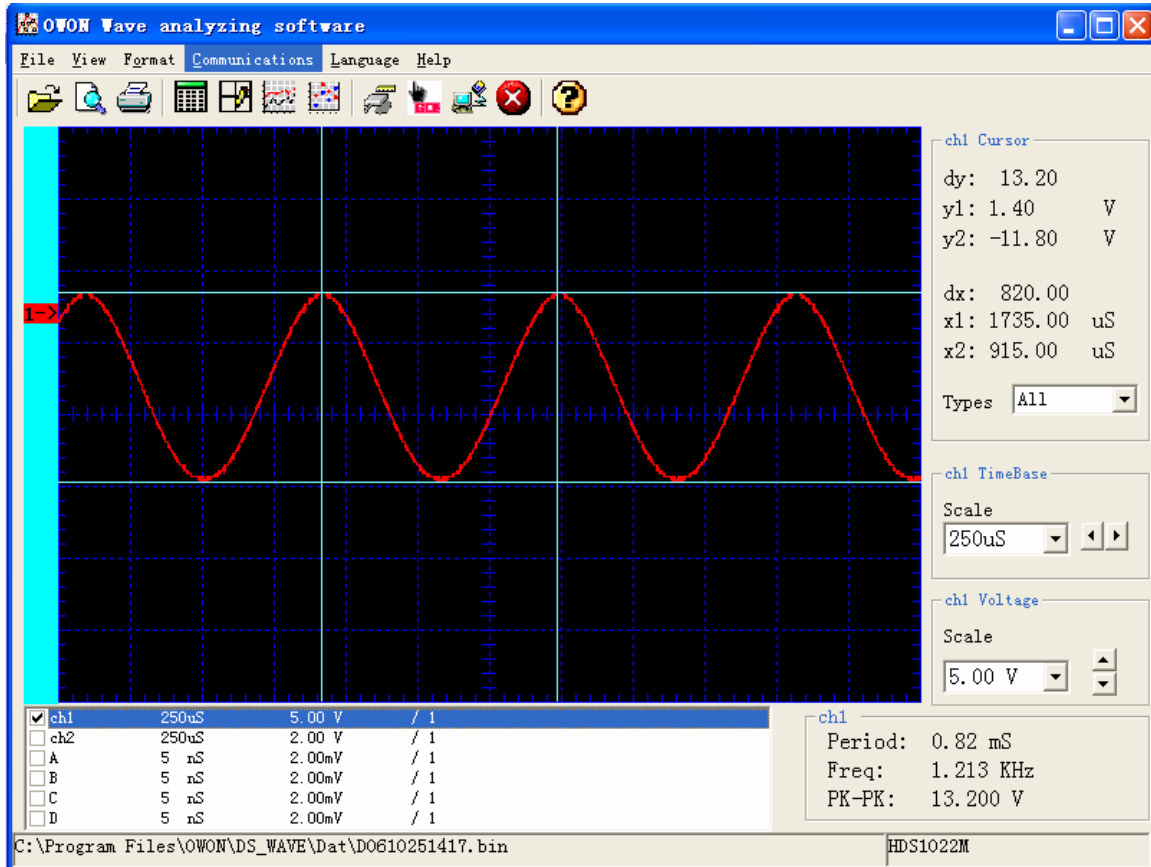 OWON Wave analyzing software
File View Format Communications Language Help
ch1 Cursor
dy: 13.20
y1: 1.40 V
y2: -11.80 V
dx: 820.00
x1: 1735.00 uS
x2: 915.00 uS
Types All
1->
ch1 TimeBase
Scale
250uS
ch1 Voltage
Scale
5.00 V
ch1 250uS 5.00 V / 1
ch2 250uS 2.00 V / 1
A 5 nS 2.00mV / 1
B 5 nS 2.00mV / 1
C 5 nS 2.00mV / 1
D 5 nS 2.00mV / 1
ch1
Period: 0.82 mS
Freq: 1.213 KHz
PK-PK: 13.200 V
C:\Program Files\OWON\DS_WAVE\Dat\D0610251417.bin
HDS1022M